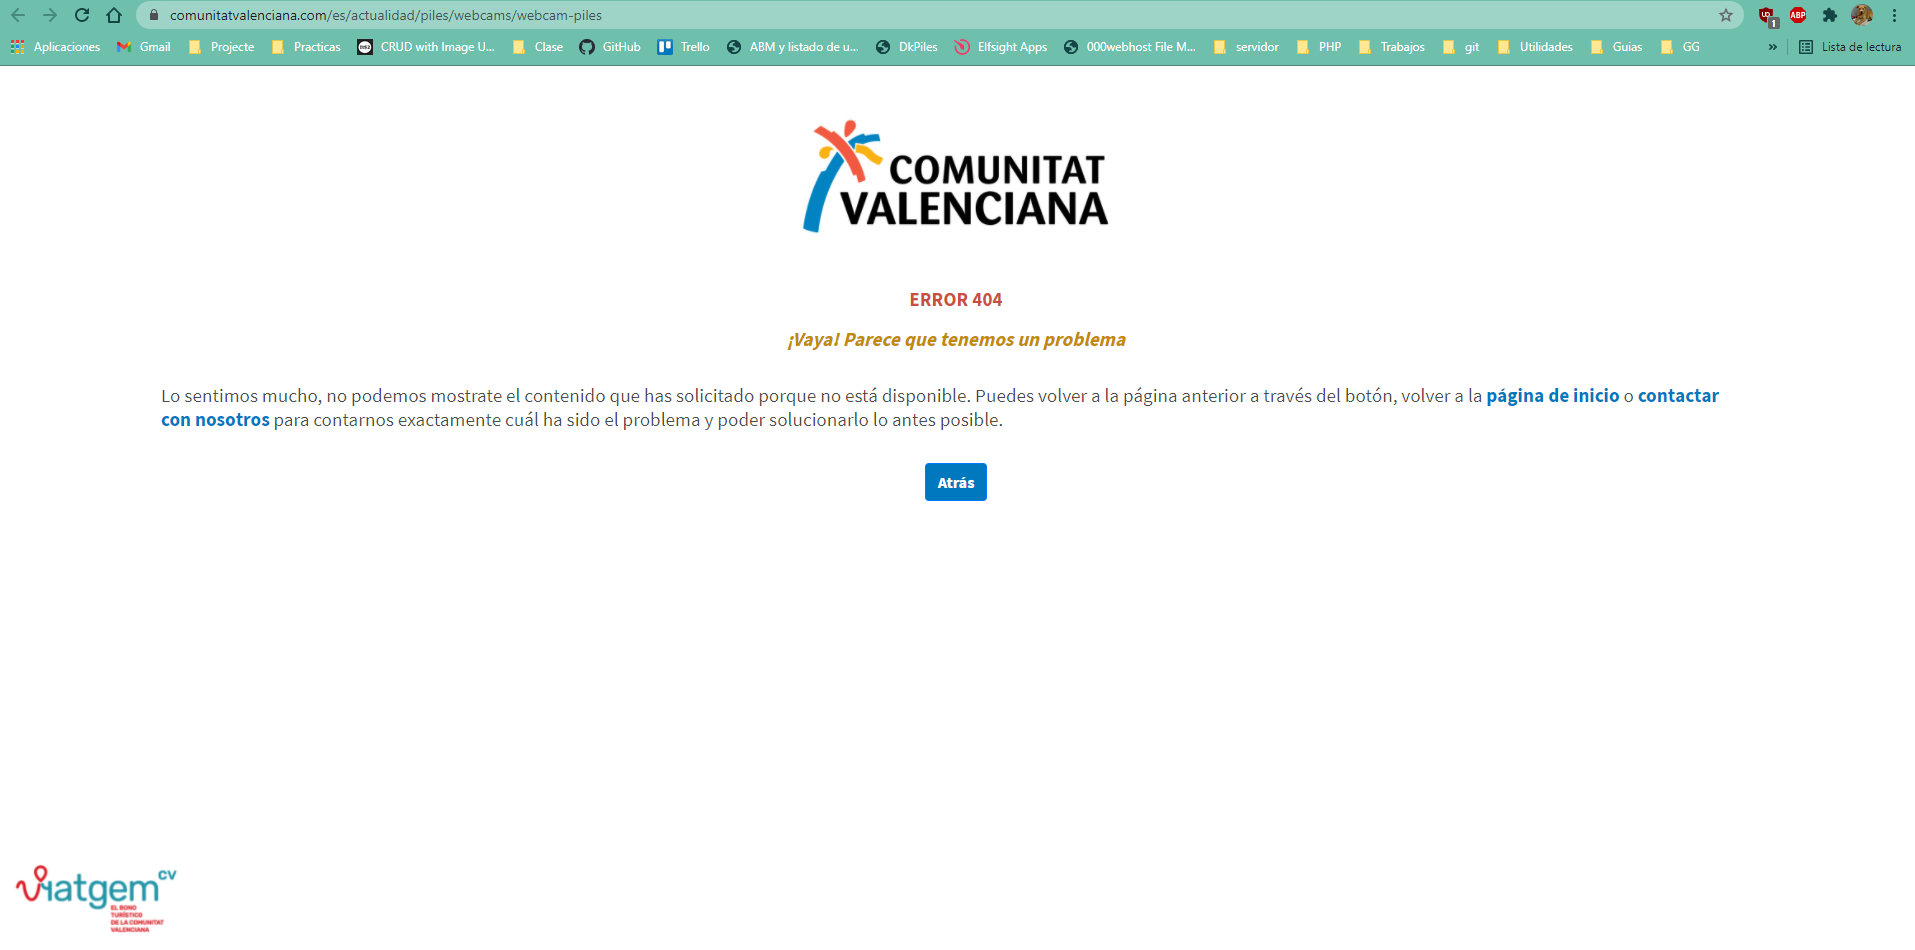 comunitatvalenciana.com/es/actualidad/piles/webcams/webcam-piles
1
ABP
Aplicaciones Gmail Projecte Practicas CRUD with Image U... Clase GitHub Trello ABM y listado de u... DkPiles Elfsight Apps 000webhost File M... servidor PHP Trabajos git Utilidades Guias GG » Lista de lectura
COMUNITAT
VALENCIANA
ERROR 404
¡Vaya! Parece que tenemos un problema
Lo sentimos mucho, no podemos mostrate el contenido que has solicitado porque no está disponible. Puedes volver a la página anterior a través del botón, volver a la página de inicio o contactar
con nosotros para contarnos exactamente cuál ha sido el problema y poder solucionarlo lo antes posible.
Atrás
viatgem CV
EL BONO
TURÍSTICO
DE LA COMUNITAT
VALENCIANA